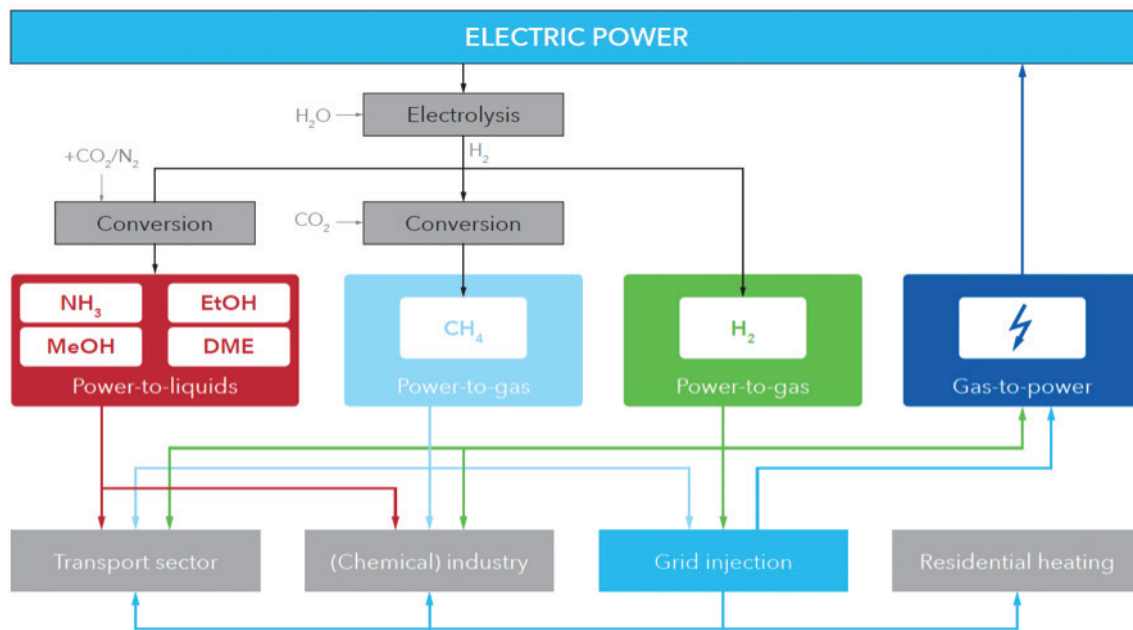 ELECTRIC POWER
H₂O
Electrolysis
H₂
+CO₂/N₂
Conversion
CO₂
Conversion
NH₃
EtOH
MeOH
DME
Power-to-liquids
CH₄
Power-to-gas
H₂
Power-to-gas
Gas-to-power
Transport sector
(Chemical) industry
Grid injection
Residential heating